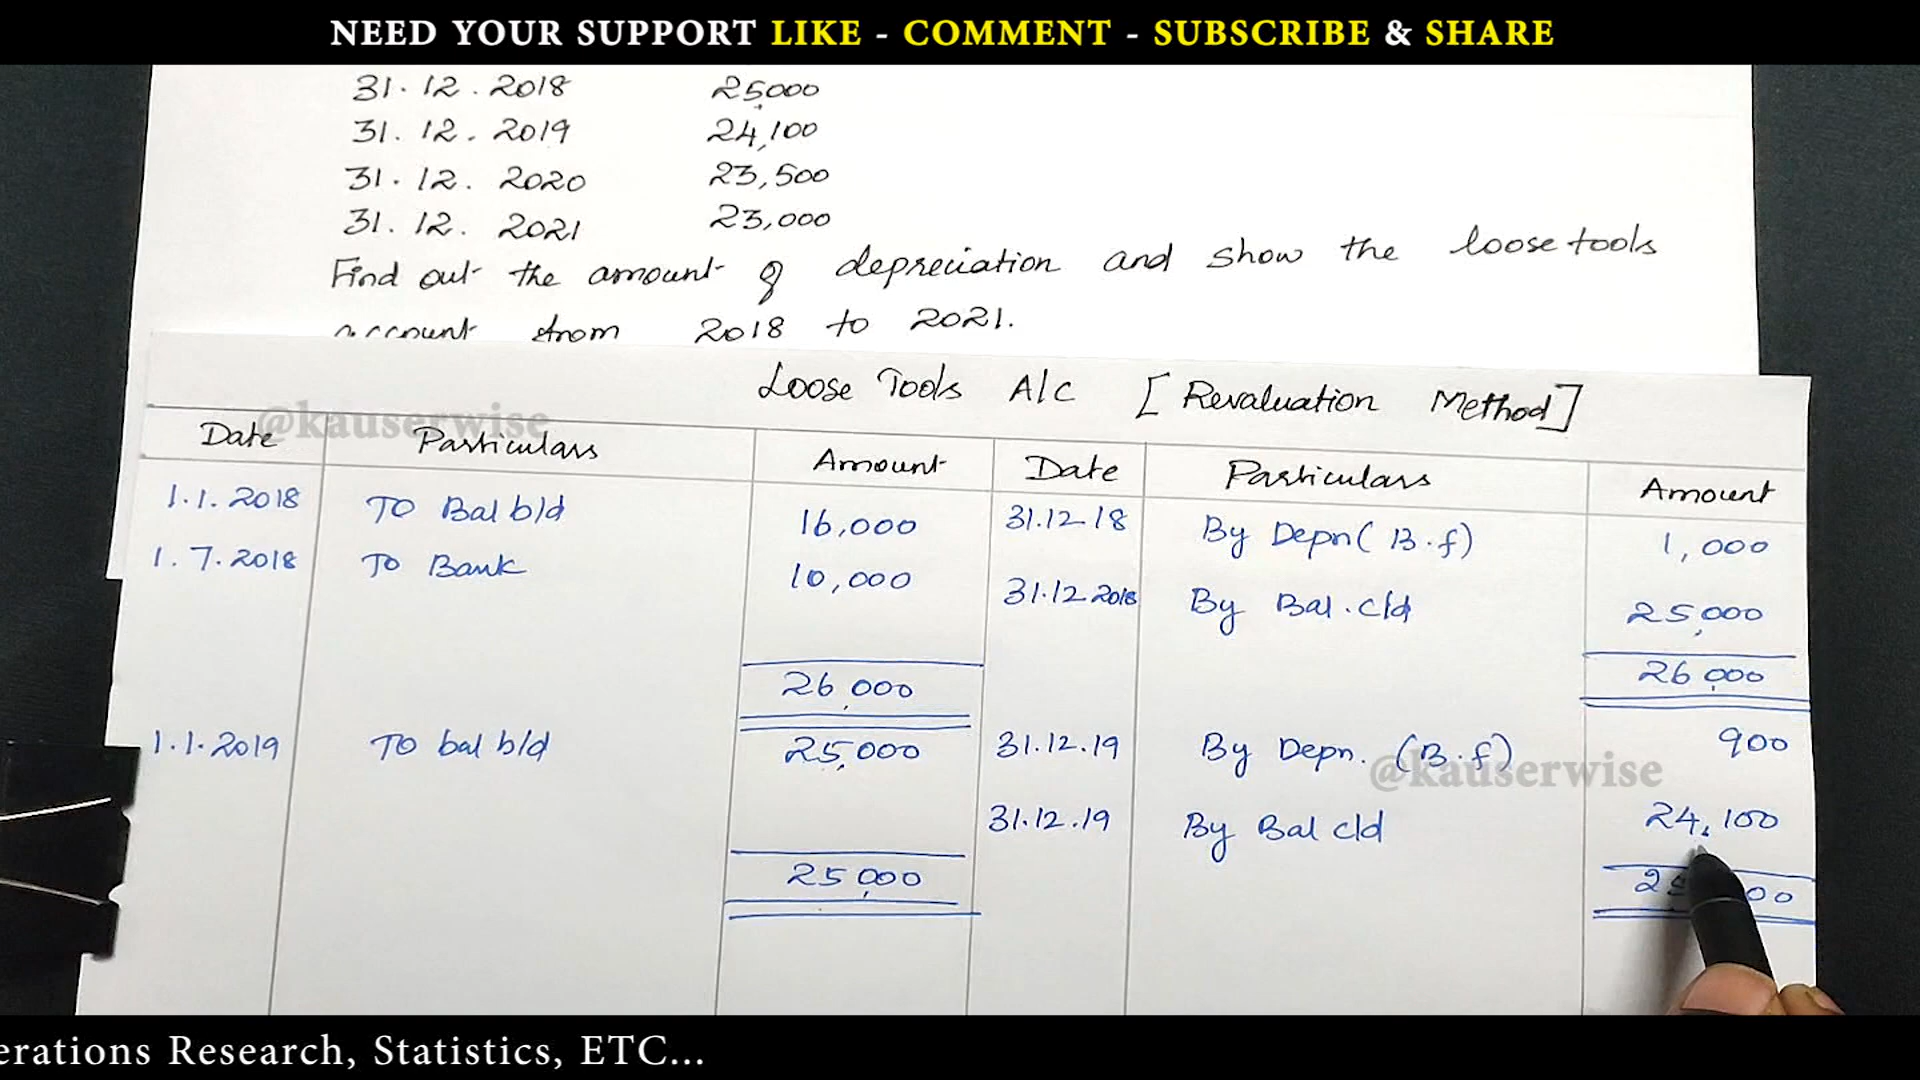 NEED YOUR SUPPORT LIKE - COMMENT - SUBSCRIBE & SHARE
31.12.2018 25,000
31.12.2019 24,100
31.12.2020 23,500
31.12.2021 23,000
Find out the amount of depreciation and show the loose tools
account from 2018 to 2021.
Loose Tools A/C [Revaluation Method]
@kauserwise
Date Particulars Amount Date Particulars Amount
1.1.2018 To Bal b/d 16,000 31.12.18 By Depn (B.f) 1,000
1.7.2018 To Bank 10,000 31.12.2018 By Bal. c/d 25,000
26,000 26,000
1.1.2019 To bal b/d 25,000 31.12.19 By Depn. (B.f) 900
@kauserwise
31.12.19 By Bal c/d 24,100
25,000
erations Research, Statistics, ETC...